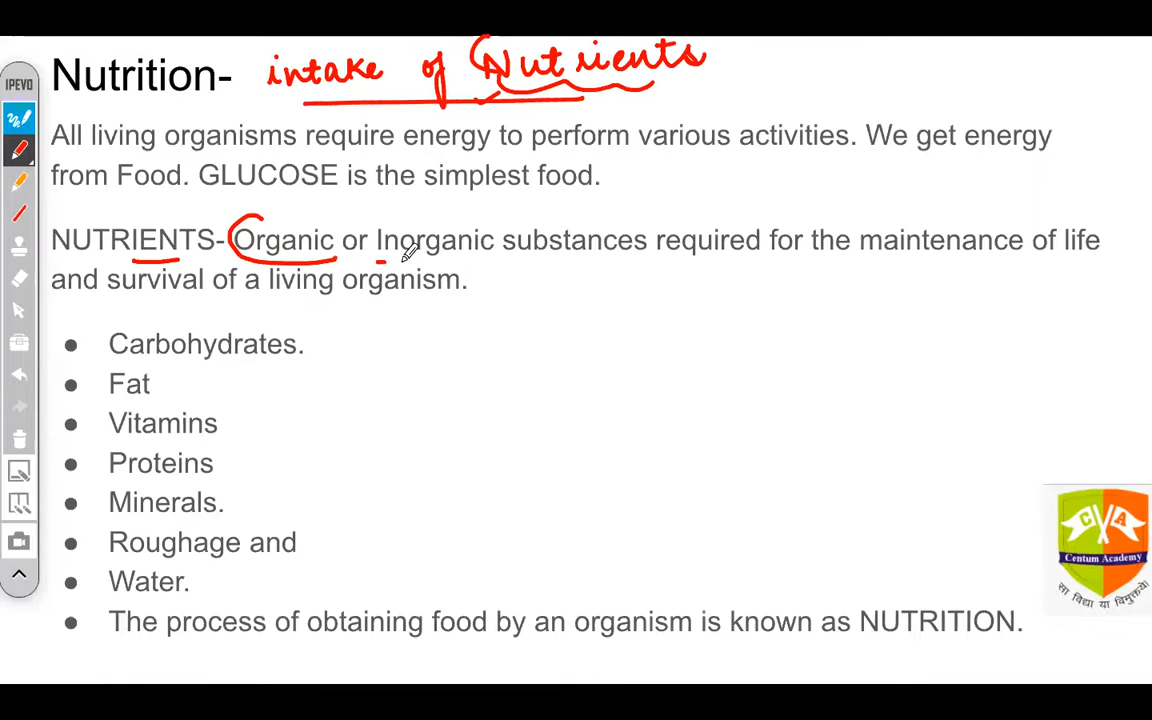 Nutrition- intake of Nutrients
IPEVO
All living organisms require energy to perform various activities. We get energy
from Food. GLUCOSE is the simplest food.
NUTRIENTS- Organic or Inorganic substances required for the maintenance of life
and survival of a living organism.
● Carbohydrates.
● Fat
● Vitamins
● Proteins
● Minerals.
● Roughage and
● Water.
● The process of obtaining food by an organism is known as NUTRITION.
C A
Centum Academy
सा विद्या या विमुक्तये